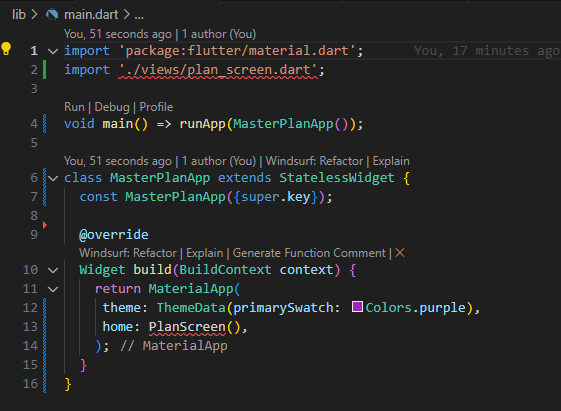 lib > main.dart > ...
You, 51 seconds ago | 1 author (You)
1 import 'package:flutter/material.dart'; You, 17 minutes ago
2 import './views/plan_screen.dart';
3
Run | Debug | Profile
4 void main() => runApp(MasterPlanApp());
5
You, 51 seconds ago | 1 author (You) | Windsurf: Refactor | Explain
6 class MasterPlanApp extends StatelessWidget {
7 const MasterPlanApp({super.key});
8
9 @override
Windsurf: Refactor | Explain | Generate Function Comment | ×
10 Widget build(BuildContext context) {
11 return MaterialApp(
12 theme: ThemeData(primarySwatch: Colors.purple),
13 home: PlanScreen(),
14 ); // MaterialApp
15 }
16 }